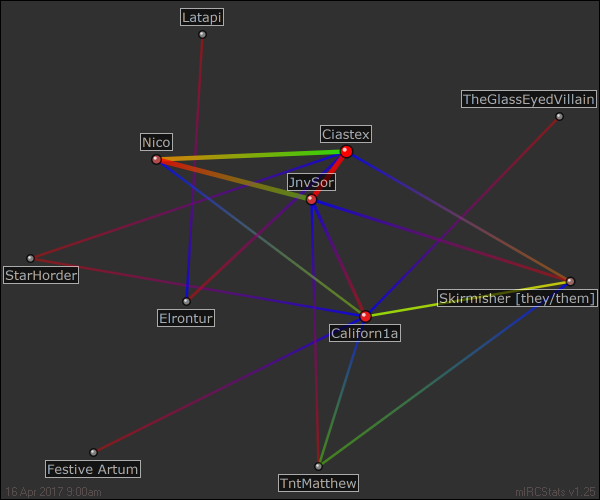 Latapi
TheGlassEyedVillain
Ciastex
Nico
JnvSor
StarHorder
Skirmisher [they/them]
Elrontur
Californ1a
Festive Artum
TntMatthew
16 Apr 2017 9:00am
mIRCStats v1.25